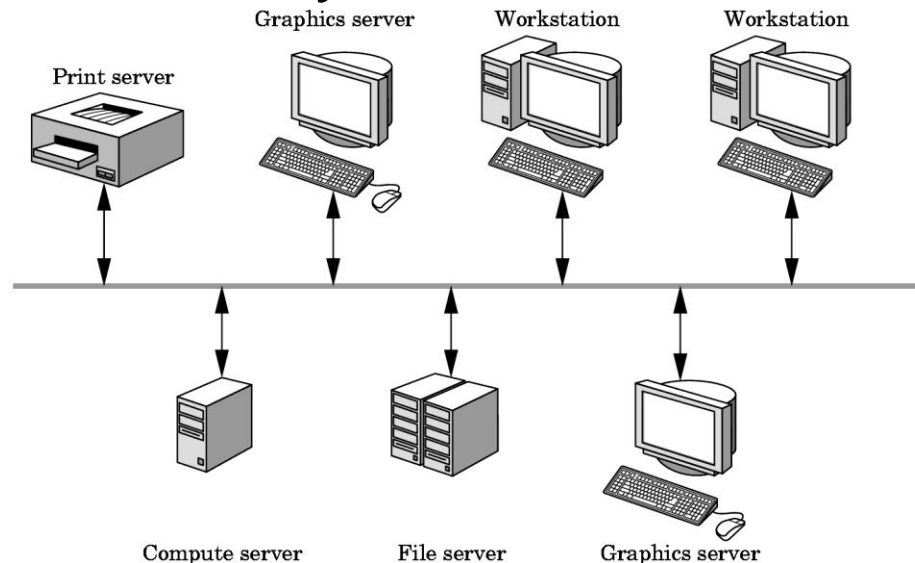 Graphics server
Workstation
Workstation
Print server
Compute server
File server
Graphics server